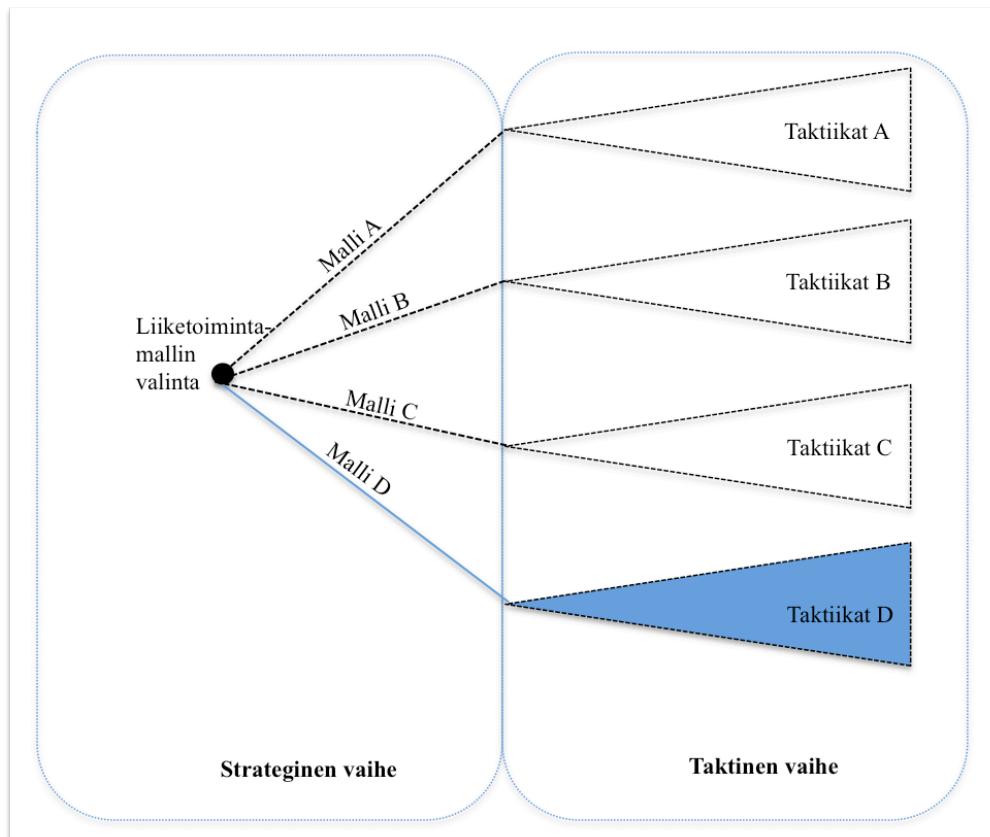 Taktiikat A
Malli A
Taktiikat B
Malli B
Liiketoiminta-
mallin
valinta
Malli C
Taktiikat C
Malli D
Taktiikat D
Strateginen vaihe
Taktinen vaihe